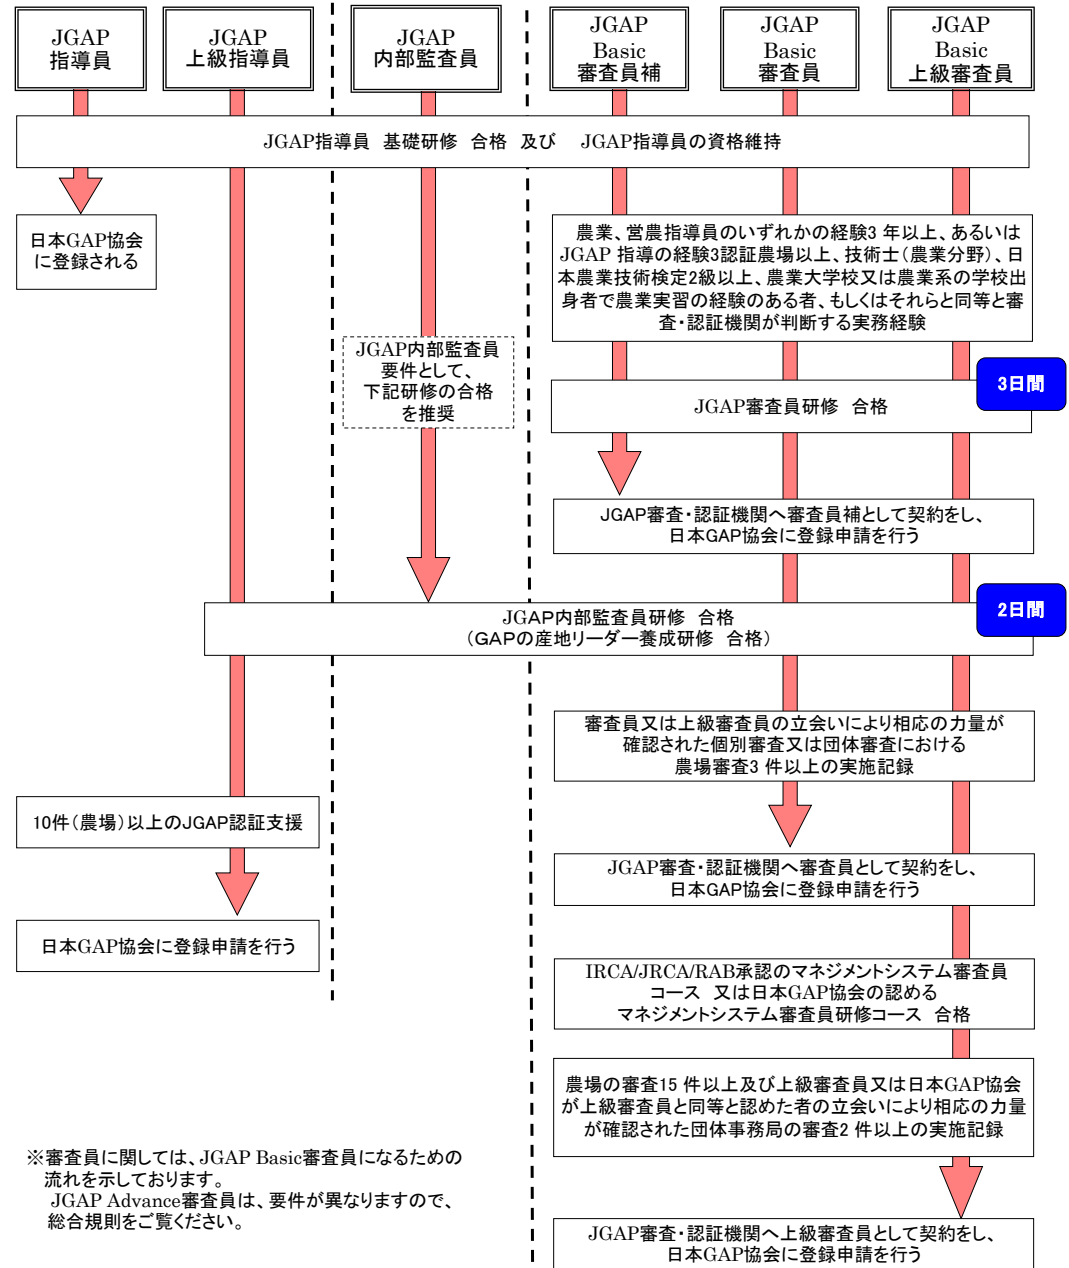 JGAP
指導員
JGAP
上級指導員
JGAP
内部監査員
JGAP
Basic
審査員補
JGAP
Basic
審査員
JGAP
Basic
上級審査員
JGAP指導員 基礎研修 合格 及び JGAP指導員の資格維持
日本GAP協会
に登録される
農業、営農指導員のいずれかの経験3 年以上、あるいは
JGAP 指導の経験3認証農場以上、技術士（農業分野）、日
本農業技術検定2級以上、農業大学校又は農業系の学校出
身者で農業実習の経験のある者、もしくはそれらと同等と審
査・認証機関が判断する実務経験
JGAP内部監査員
要件として、
下記研修の合格
を推奨
3日間
JGAP審査員研修 合格
JGAP審査・認証機関へ審査員補として契約をし、
日本GAP協会に登録申請を行う
2日間
JGAP内部監査員研修 合格
（GAPの産地リーダー養成研修 合格）
審査員又は上級審査員の立会いにより相応の力量が
確認された個別審査又は団体審査における
農場審査3 件以上の実施記録
10件（農場）以上のJGAP認証支援
JGAP審査・認証機関へ審査員として契約をし、
日本GAP協会に登録申請を行う
日本GAP協会に登録申請を行う
IRCA/JRCA/RAB承認のマネジメントシステム審査員
コース 又は日本GAP協会の認める
マネジメントシステム審査員研修コース 合格
農場の審査15 件以上及び上級審査員又は日本GAP協会
が上級審査員と同等と認めた者の立会いにより相応の力量
が確認された団体事務局の審査2 件以上の実施記録
※審査員に関しては、JGAP Basic審査員になるための
流れを示しております。
JGAP Advance審査員は、要件が異なりますので、
総合規則をご覧ください。
JGAP審査・認証機関へ上級審査員として契約をし、
日本GAP協会に登録申請を行う